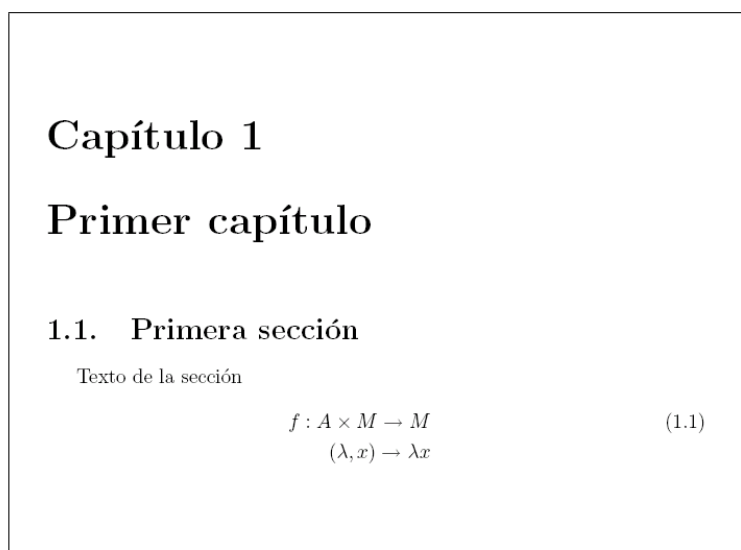 Capítulo 1
Primer capítulo
1.1. Primera sección
Texto de la sección
f : A × M → M (1.1)
(λ, x) → λx